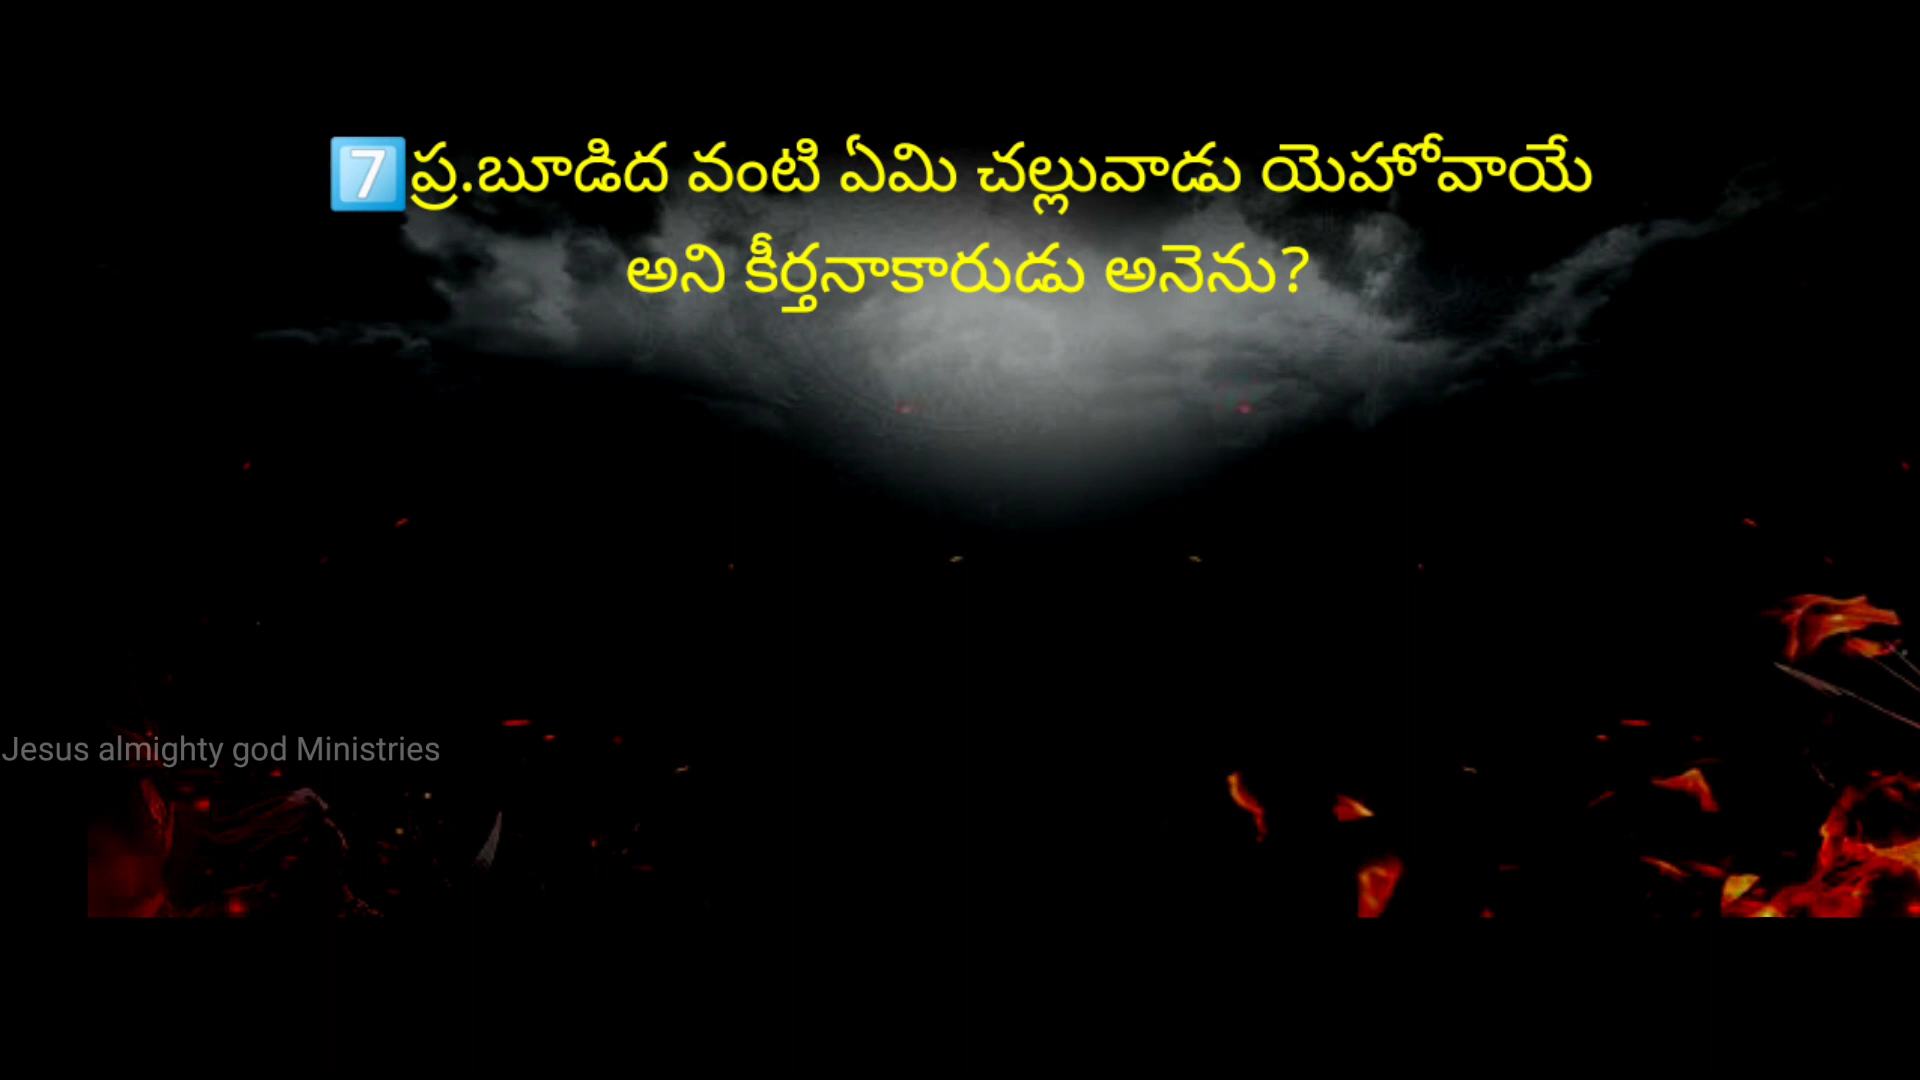 7️⃣ప్ర.బూడిద వంటి ఏమి చల్లువాడు యెహోవాయే
అని కీర్తనాకారుడు అనెను?
Jesus almighty god Ministries